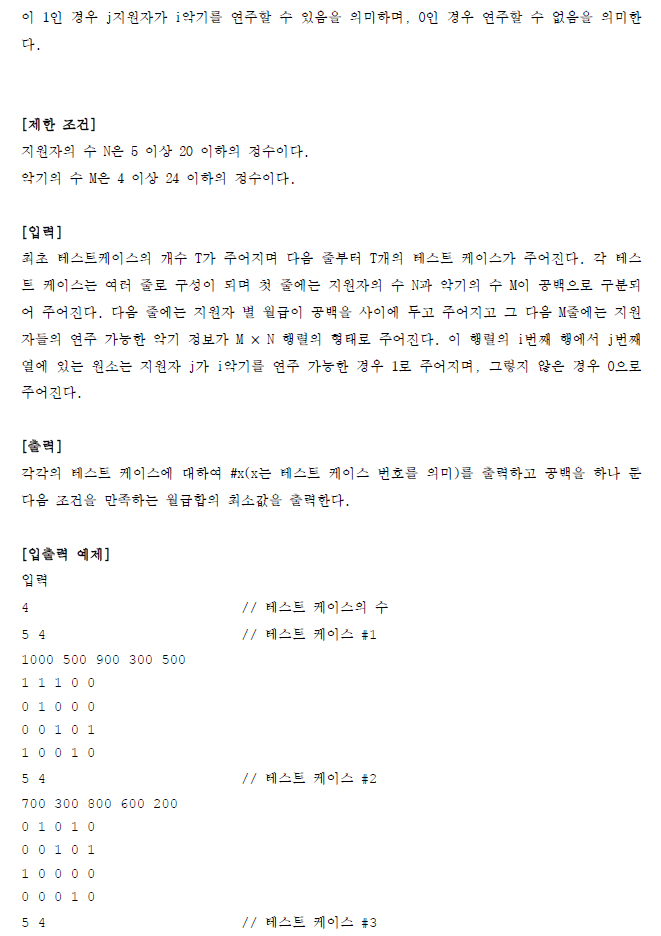 이 1인 경우 j지원자가 i악기를 연주할 수 있음을 의미하며, 0인 경우 연주할 수 없음을 의미한
다.
[제한 조건]
지원자의 수 N은 5 이상 20 이하의 정수이다.
악기의 수 M은 4 이상 24 이하의 정수이다.
[입력]
최초 테스트케이스의 개수 T가 주어지며 다음 줄부터 T개의 테스트 케이스가 주어진다. 각 테스
트 케이스는 여러 줄로 구성이 되며 첫 줄에는 지원자의 수 N과 악기의 수 M이 공백으로 구분되
어 주어진다. 다음 줄에는 지원자 별 월급이 공백을 사이에 두고 주어지고 그 다음 M줄에는 지원
자들의 연주 가능한 악기 정보가 M × N 행렬의 형태로 주어진다. 이 행렬의 i번째 행에서 j번째
열에 있는 원소는 지원자 j가 i악기를 연주 가능한 경우 1로 주어지며, 그렇지 않은 경우 0으로
주어진다.
[출력]
각각의 테스트 케이스에 대하여 #x(x는 테스트 케이스 번호를 의미)를 출력하고 공백을 하나 둔
다음 조건을 만족하는 월급합의 최소값을 출력한다.
[입출력 예제]
입력
4 // 테스트 케이스의 수
5 4 // 테스트 케이스 #1
1000 500 900 300 500
1 1 1 0 0
0 1 0 0 0
0 0 1 0 1
1 0 0 1 0
5 4 // 테스트 케이스 #2
700 300 800 600 200
0 1 0 1 0
0 0 1 0 1
1 0 0 0 0
0 0 0 1 0
5 4 // 테스트 케이스 #3